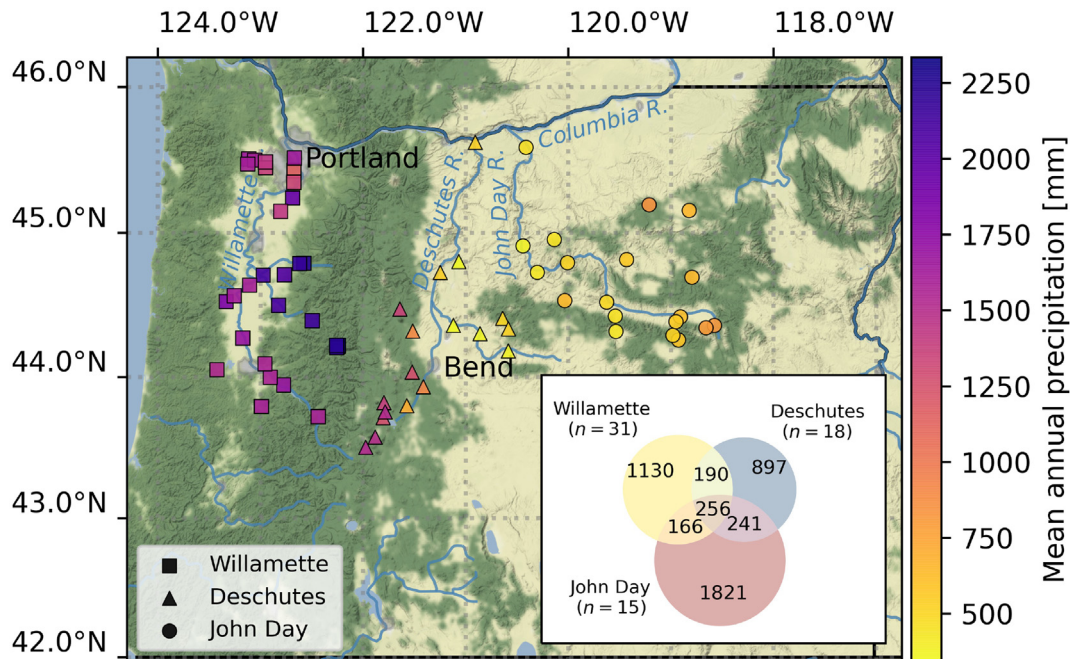 124.0°W 122.0°W 120.0°W 118.0°W
46.0°N
45.0°N
44.0°N
43.0°N
42.0°N
Portland
Columbia R.
Willamette
Deschutes R.
John Day R.
Bend
Willamette
(n = 31)
Deschutes
(n = 18)
1130
190
897
256
166
241
John Day
(n = 15)
1821
Willamette
Deschutes
John Day
2250
2000
1750
1500
1250
1000
750
500
Mean annual precipitation [mm]